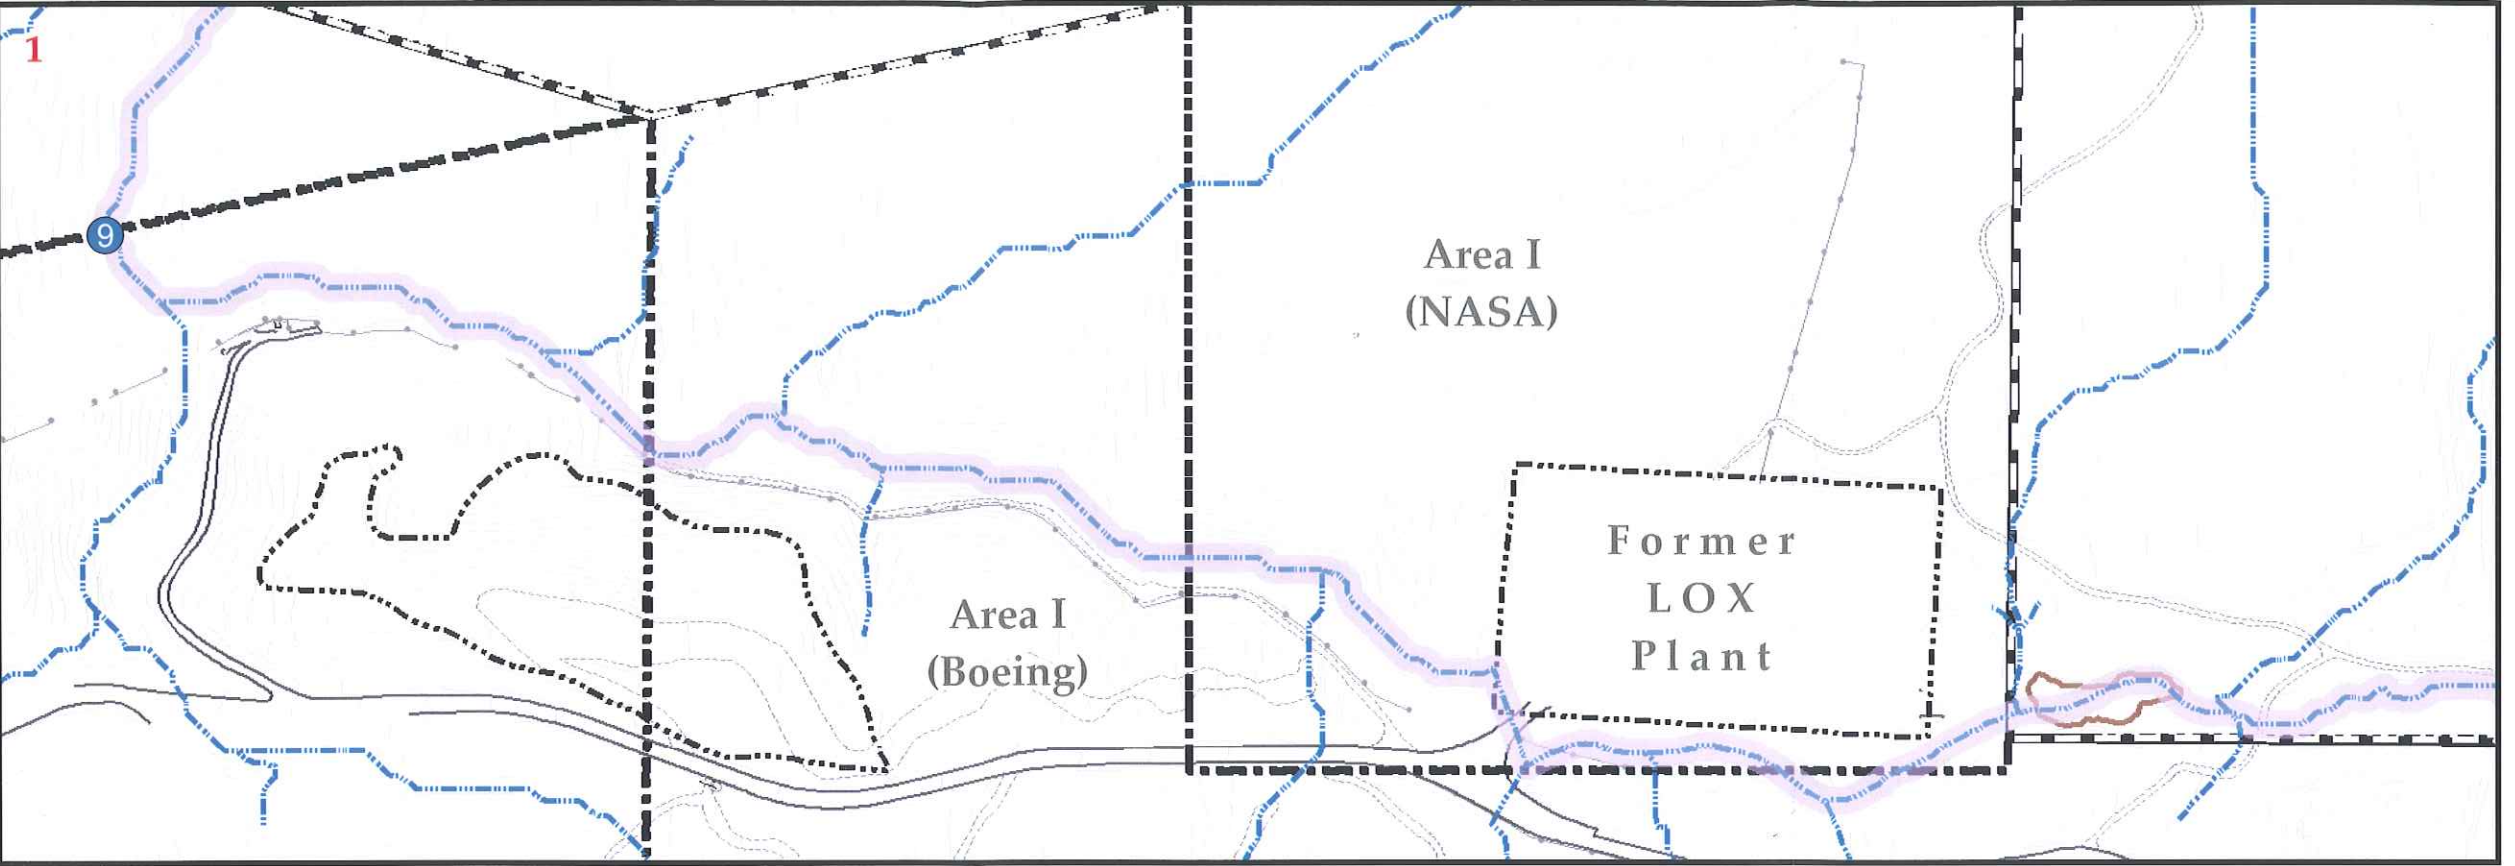 1
9
Area I
(NASA)
Former
LOX
Plant
Area I
(Boeing)